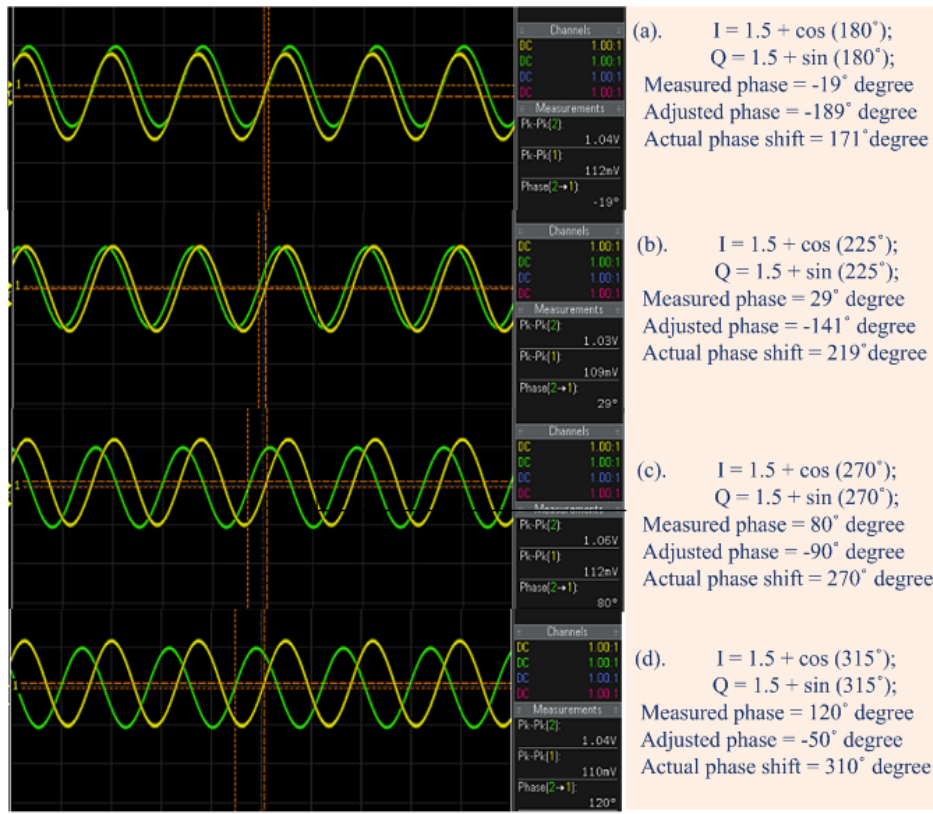 1
Channels
DC 1.00:1
DC 1.00:1
DC 1.00:1
DC 1.00:1
Measurements
Pk-Pk(2):
1.04V
Pk-Pk(1):
112mV
Phase(2→1):
-19°
(a). I = 1.5 + cos (180°);
Q = 1.5 + sin (180°);
Measured phase = -19° degree
Adjusted phase = -189° degree
Actual phase shift = 171° degree
1
Channels
DC 1.00:1
DC 1.00:1
DC 1.00:1
DC 1.00:1
Measurements
Pk-Pk(2):
1.03V
Pk-Pk(1):
109mV
Phase(2→1):
29°
(b). I = 1.5 + cos (225°);
Q = 1.5 + sin (225°);
Measured phase = 29° degree
Adjusted phase = -141° degree
Actual phase shift = 219° degree
1
Channels
DC 1.00:1
DC 1.00:1
DC 1.00:1
DC 1.00:1
Measurements
Pk-Pk(2):
1.06V
Pk-Pk(1):
112mV
Phase(2→1):
80°
(c). I = 1.5 + cos (270°);
Q = 1.5 + sin (270°);
Measured phase = 80° degree
Adjusted phase = -90° degree
Actual phase shift = 270° degree
1
Channels
DC 1.00:1
DC 1.00:1
DC 1.00:1
DC 1.00:1
Measurements
Pk-Pk(2):
1.04V
Pk-Pk(1):
110mV
Phase(2→1):
120°
(d). I = 1.5 + cos (315°);
Q = 1.5 + sin (315°);
Measured phase = 120° degree
Adjusted phase = -50° degree
Actual phase shift = 310° degree